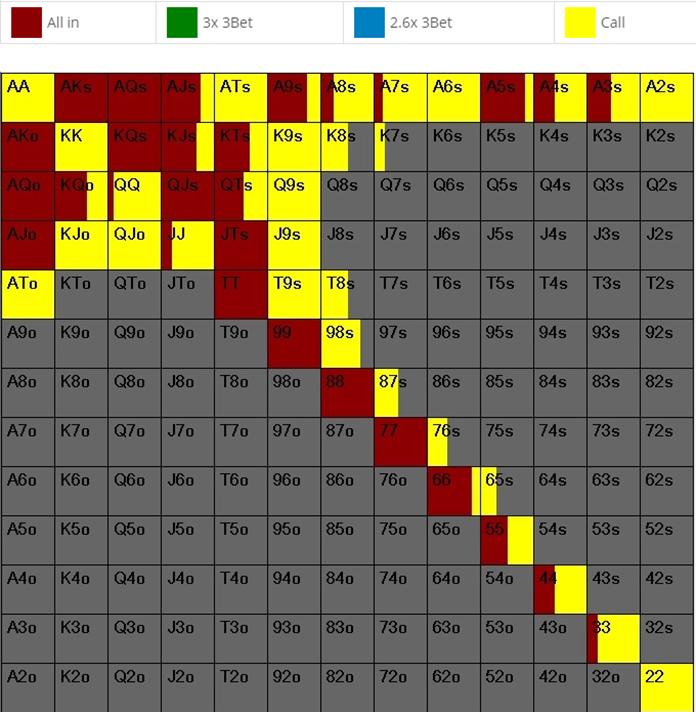 All in 3x 3Bet 2.6x 3Bet Call
AA AKs AQs AJs ATs A9s A8s A7s A6s A5s A4s A3s A2s
AKo KK KQs KJs KTs K9s K8s K7s K6s K5s K4s K3s K2s
AQo KQo QQ QJs QTs Q9s Q8s Q7s Q6s Q5s Q4s Q3s Q2s
AJo KJo QJo JJ JTs J9s J8s J7s J6s J5s J4s J3s J2s
ATo KTo QTo JTo TT T9s T8s T7s T6s T5s T4s T3s T2s
A9o K9o Q9o J9o T9o 99 98s 97s 96s 95s 94s 93s 92s
A8o K8o Q8o J8o T8o 98o 88 87s 86s 85s 84s 83s 82s
A7o K7o Q7o J7o T7o 97o 87o 77 76s 75s 74s 73s 72s
A6o K6o Q6o J6o T6o 96o 86o 76o 66 65s 64s 63s 62s
A5o K5o Q5o J5o T5o 95o 85o 75o 65o 55 54s 53s 52s
A4o K4o Q4o J4o T4o 94o 84o 74o 64o 54o 44 43s 42s
A3o K3o Q3o J3o T3o 93o 83o 73o 63o 53o 43o 33 32s
A2o K2o Q2o J2o T2o 92o 82o 72o 62o 52o 42o 32o 22